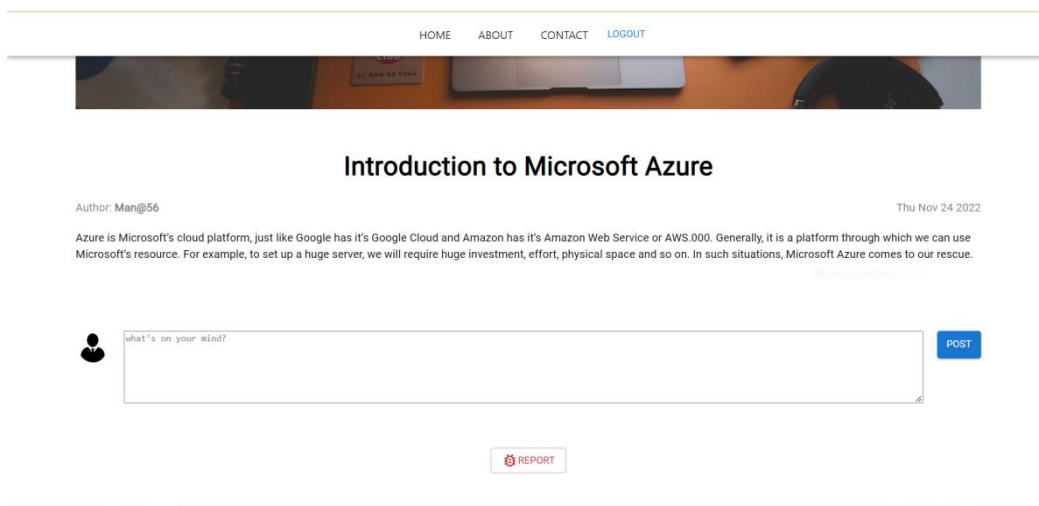 HOME ABOUT CONTACT LOGOUT
Introduction to Microsoft Azure
Author: Man@56 Thu Nov 24 2022
Azure is Microsoft's cloud platform, just like Google has it's Google Cloud and Amazon has it's Amazon Web Service or AWS.000. Generally, it is a platform through which we can use
Microsoft's resource. For example, to set up a huge server, we will require huge investment, effort, physical space and so on. In such situations, Microsoft Azure comes to our rescue.
what's on your mind?
POST
REPORT